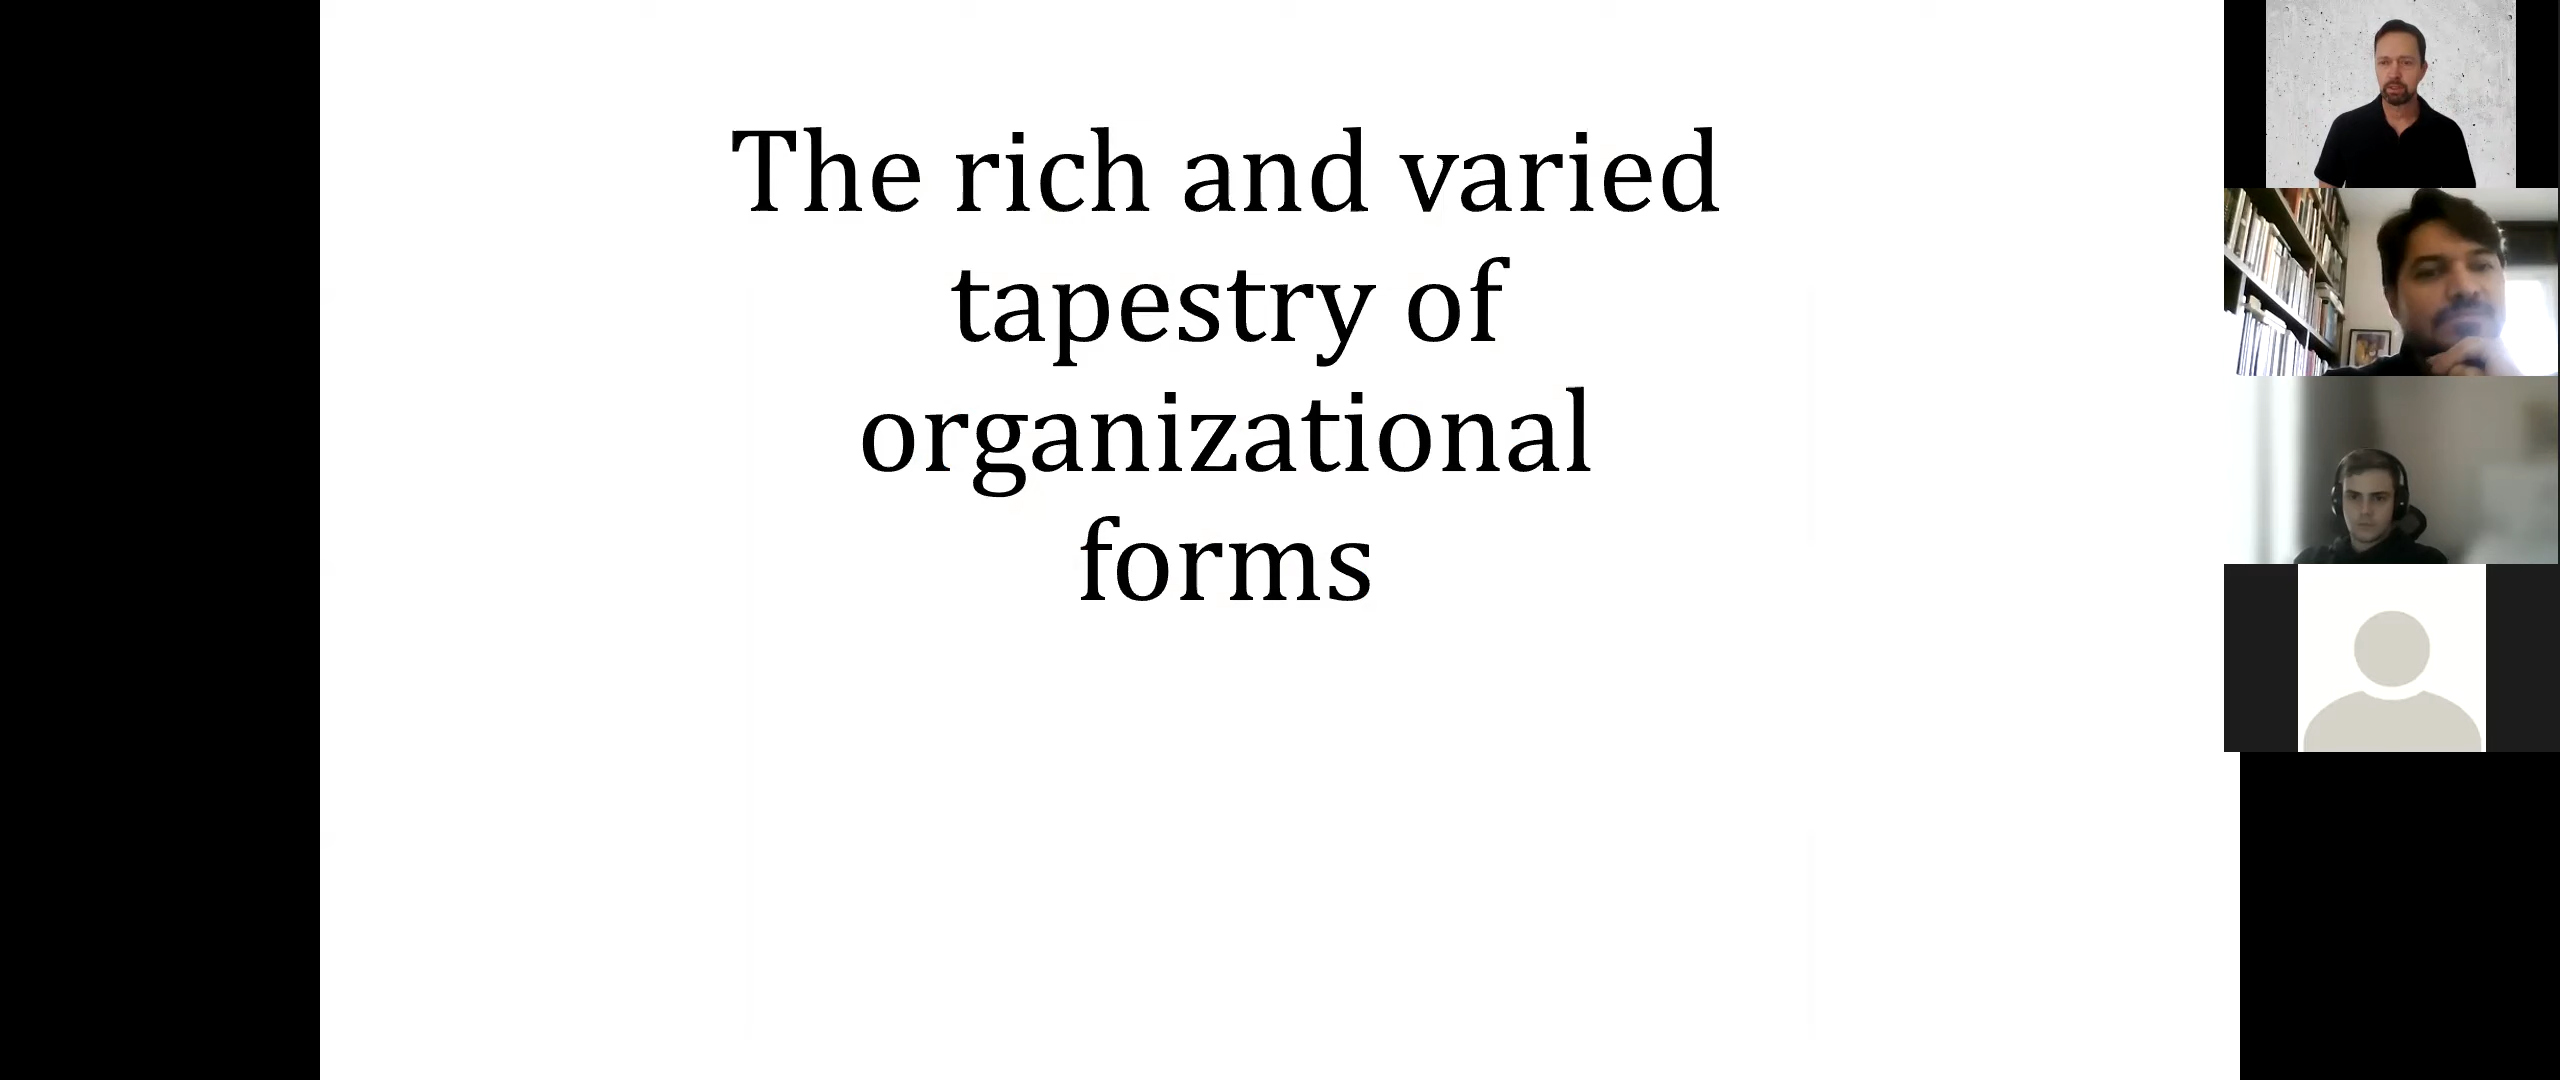 The rich and varied
tapestry of
organizational
forms